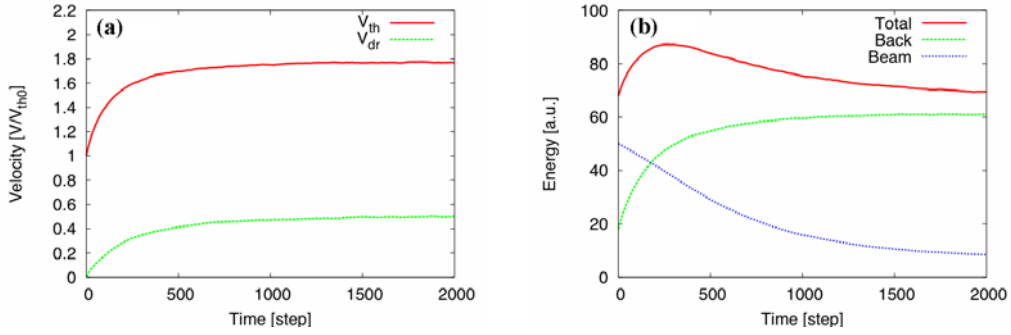 (a)
V_th
V_dr
2.2
2
1.8
1.6
1.4
1.2
1
0.8
0.6
0.4
0.2
0
Velocity [V/V_th0]
0 500 1000 1500 2000
Time [step]
(b)
Total
Back
Beam
100
80
60
40
20
0
Energy [a.u.]
0 500 1000 1500 2000
Time [step]